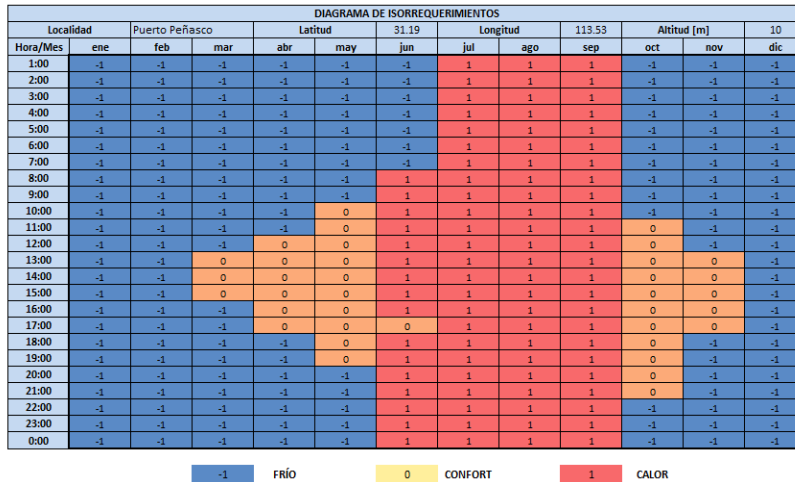 DIAGRAMA DE ISORREQUERIMIENTOS
Localidad Puerto Peñasco Latitud 31.19 Longitud 113.53 Altitud [m] 10
Hora/Mes ene feb mar abr may jun jul ago sep oct nov dic
1:00 -1 -1 -1 -1 -1 -1 1 1 1 -1 -1 -1
2:00 -1 -1 -1 -1 -1 -1 1 1 1 -1 -1 -1
3:00 -1 -1 -1 -1 -1 -1 1 1 1 -1 -1 -1
4:00 -1 -1 -1 -1 -1 -1 1 1 1 -1 -1 -1
5:00 -1 -1 -1 -1 -1 -1 1 1 1 -1 -1 -1
6:00 -1 -1 -1 -1 -1 -1 1 1 1 -1 -1 -1
7:00 -1 -1 -1 -1 -1 -1 1 1 1 -1 -1 -1
8:00 -1 -1 -1 -1 -1 1 1 1 1 -1 -1 -1
9:00 -1 -1 -1 -1 -1 1 1 1 1 -1 -1 -1
10:00 -1 -1 -1 -1 0 1 1 1 1 -1 -1 -1
11:00 -1 -1 -1 -1 0 1 1 1 1 0 -1 -1
12:00 -1 -1 -1 0 0 1 1 1 1 0 -1 -1
13:00 -1 -1 0 0 0 1 1 1 1 0 0 -1
14:00 -1 -1 0 0 0 1 1 1 1 0 0 -1
15:00 -1 -1 0 0 0 1 1 1 1 0 0 -1
16:00 -1 -1 -1 0 0 1 1 1 1 0 0 -1
17:00 -1 -1 -1 0 0 0 1 1 1 0 0 -1
18:00 -1 -1 -1 -1 0 1 1 1 1 0 -1 -1
19:00 -1 -1 -1 -1 0 1 1 1 1 0 -1 -1
20:00 -1 -1 -1 -1 -1 1 1 1 1 0 -1 -1
21:00 -1 -1 -1 -1 -1 1 1 1 1 0 -1 -1
22:00 -1 -1 -1 -1 -1 1 1 1 1 -1 -1 -1
23:00 -1 -1 -1 -1 -1 1 1 1 1 -1 -1 -1
0:00 -1 -1 -1 -1 -1 1 1 1 1 -1 -1 -1
-1 FRÍO 0 CONFORT 1 CALOR